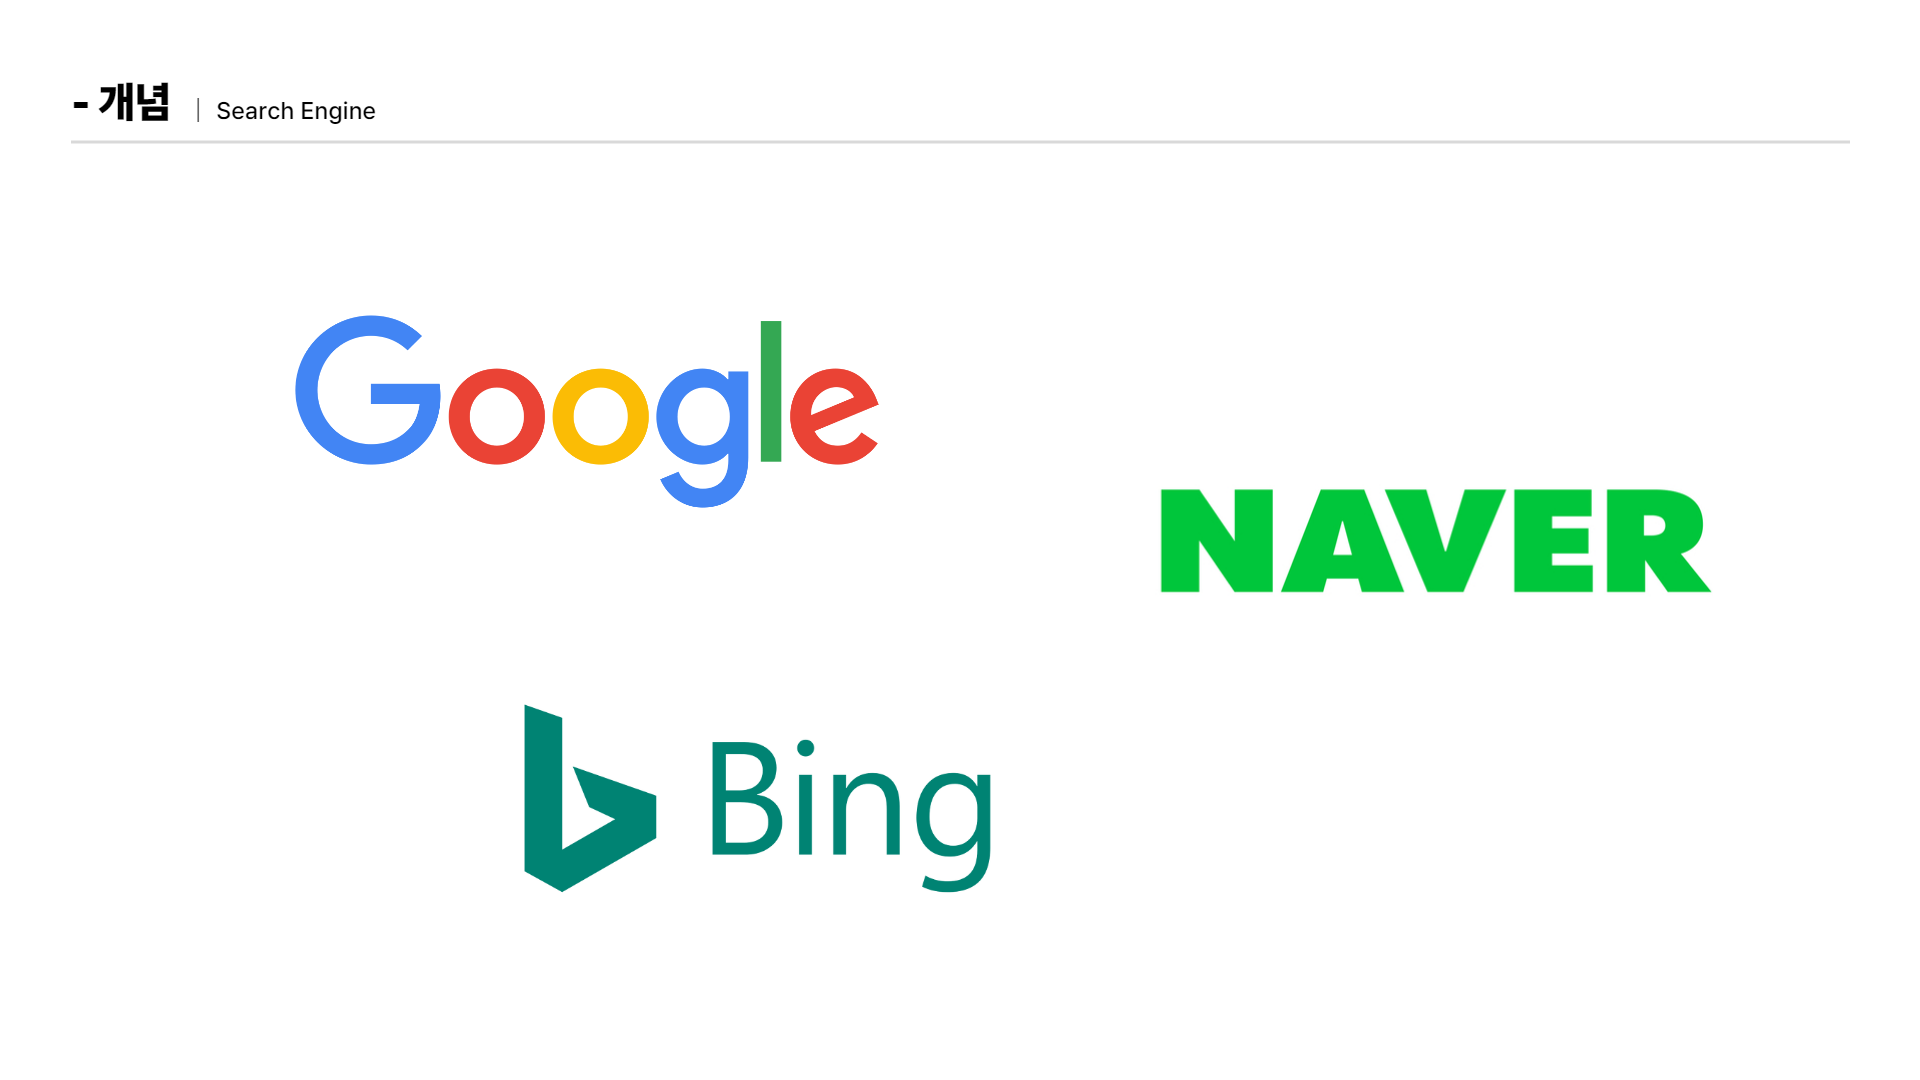 - 개념 | Search Engine
Google
NAVER
Bing